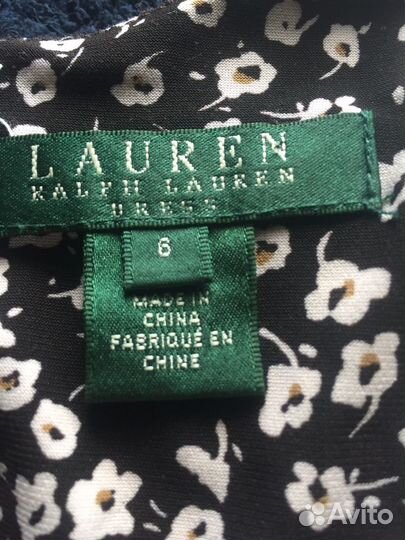 LAUREN
RALPH LAUREN
DRESS
6
MADE IN
CHINA
FABRIQUÉ EN
CHINE
Avito